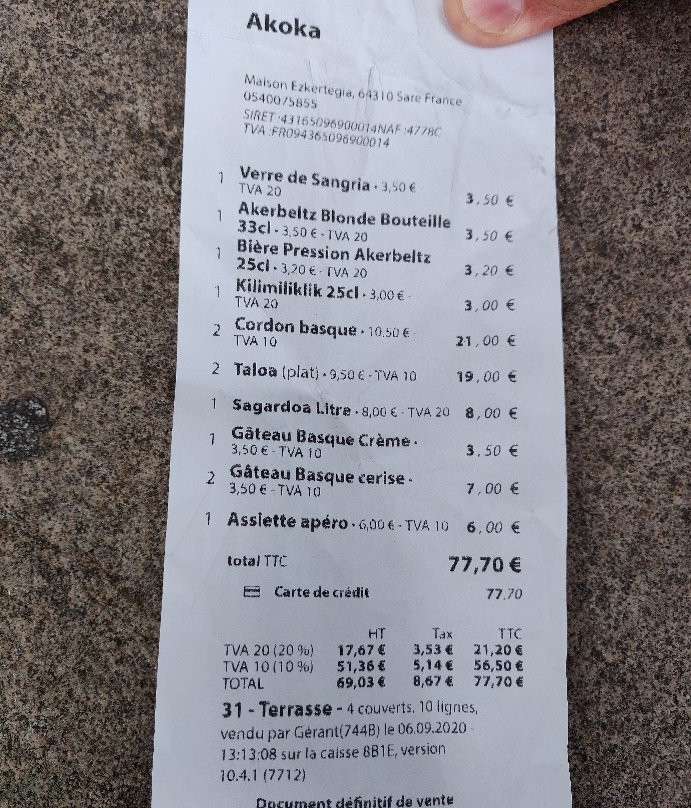 Akoka
Maison Ezkertegia, 64310 Sare France
0540075855
SIRET :43165096900014NAF :4778C
TVA :FR094365096900014
1 Verre de Sangria · 3,50 € · 3,50 €
TVA 20
1 Akerbeltz Blonde Bouteille
33cl · 3,50 € · TVA 20 3,50 €
1 Bière Pression Akerbeltz
25cl · 3,20 € · TVA 20 3,20 €
1 Kilimiliklik 25cl · 3,00 € · 3,00 €
TVA 20
2 Cordon basque · 10,50 € · 21,00 €
TVA 10
2 Taloa (plat) · 9,50 € · TVA 10 19,00 €
1 Sagardoa Litre · 8,00 € · TVA 20 8,00 €
1 Gâteau Basque Crème ·
3,50 € · TVA 10 3,50 €
2 Gâteau Basque cerise ·
3,50 € · TVA 10 7,00 €
1 Assiette apéro · 6,00 € · TVA 10 6,00 €
total TTC 77,70 €
Carte de crédit 77,70
HT Tax TTC
TVA 20 (20 %) 17,67 € 3,53 € 21,20 €
TVA 10 (10 %) 51,36 € 5,14 € 56,50 €
TOTAL 69,03 € 8,67 € 77,70 €
31 - Terrasse - 4 couverts, 10 lignes,
vendu par Gérant(744B) le 06.09.2020
13:13:08 sur la caisse 8B1E, version
10.4.1 (7712)
Document définitif de vente